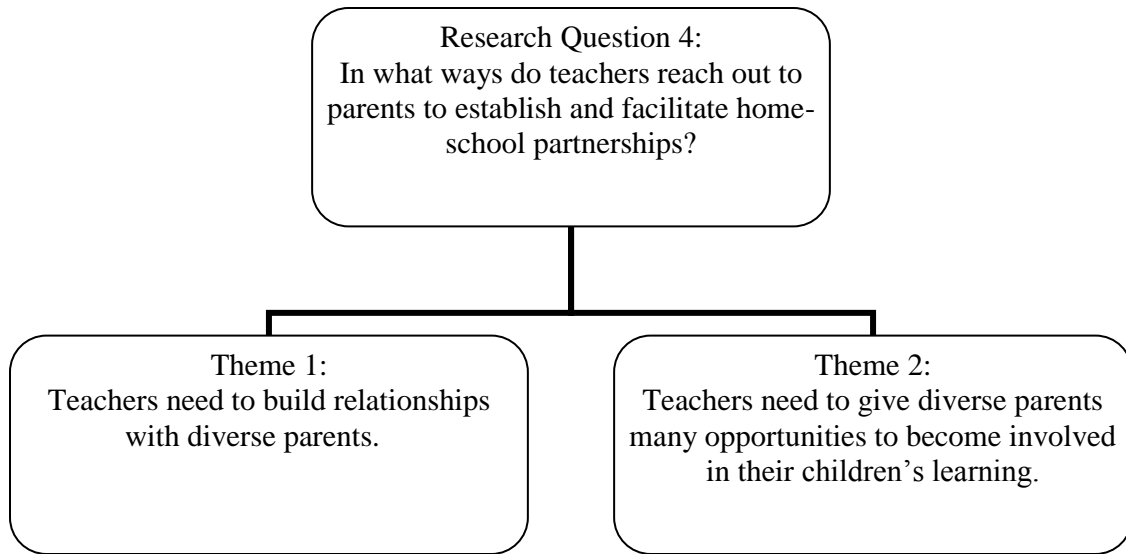 Research Question 4:
In what ways do teachers reach out to
parents to establish and facilitate home-
school partnerships?
Theme 1:
Teachers need to build relationships
with diverse parents.
Theme 2:
Teachers need to give diverse parents
many opportunities to become involved
in their children’s learning.